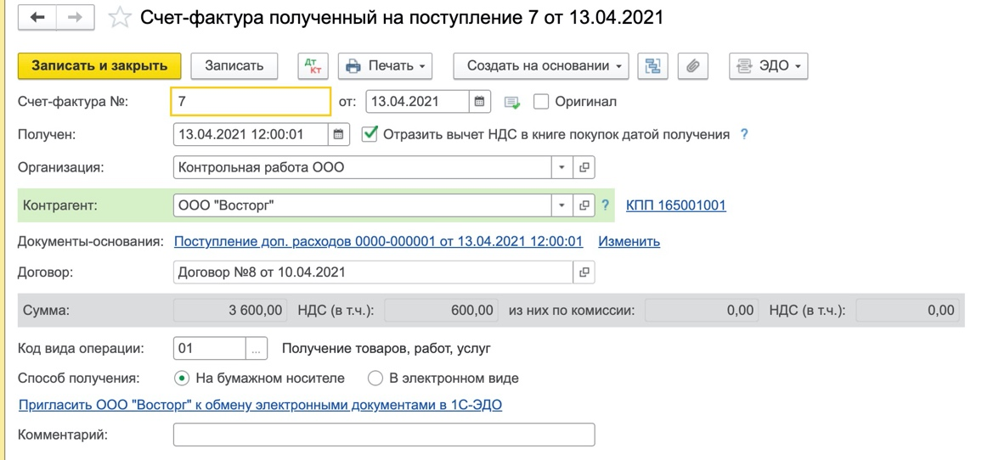 Счет-фактура полученный на поступление 7 от 13.04.2021
Записать и закрыть Записать Дт Кт Печать Создать на основании ЭДО
Счет-фактура №: 7 от: 13.04.2021 Оригинал
Получен: 13.04.2021 12:00:01 Отразить вычет НДС в книге покупок датой получения ?
Организация: Контрольная работа ООО
Контрагент: ООО "Восторг" ? КПП 165001001
Документы-основания: Поступление доп. расходов 0000-000001 от 13.04.2021 12:00:01 Изменить
Договор: Договор №8 от 10.04.2021
Сумма: 3 600,00 НДС (в т.ч.): 600,00 из них по комиссии: 0,00 НДС (в т.ч.): 0,00
Код вида операции: 01 ... Получение товаров, работ, услуг
Способ получения: На бумажном носителе В электронном виде
Пригласить ООО "Восторг" к обмену электронными документами в 1С-ЭДО
Комментарий: